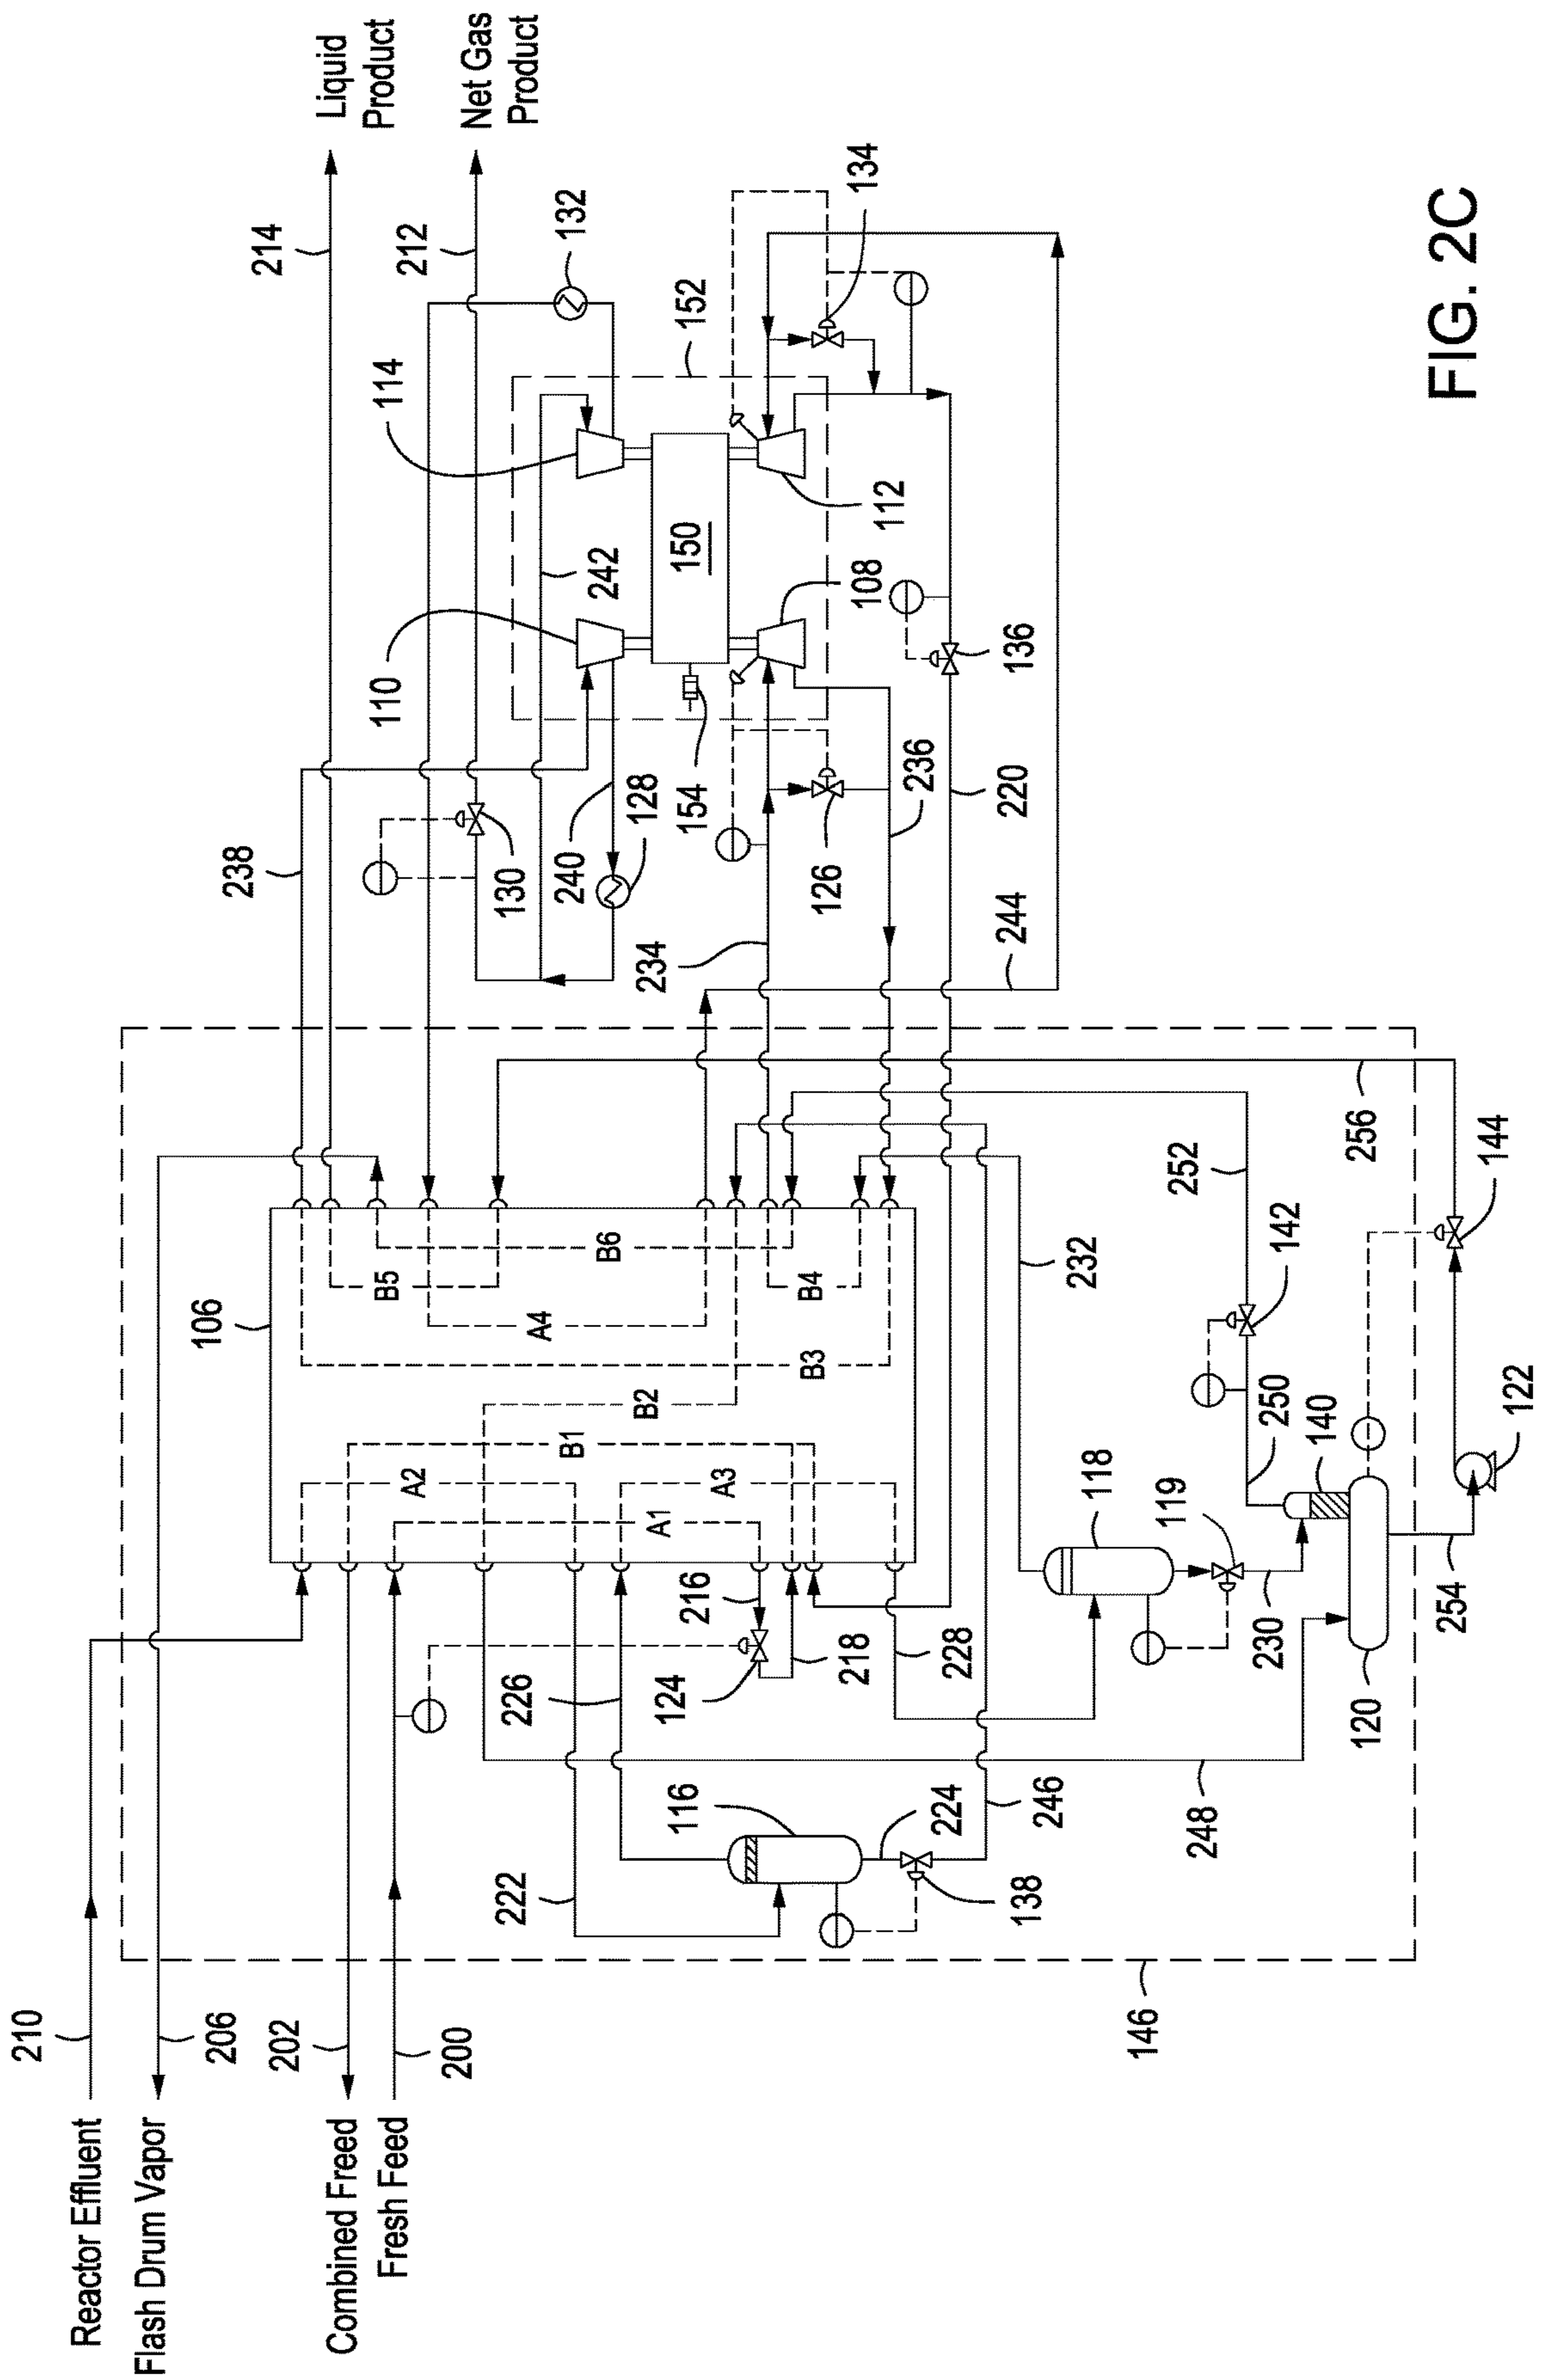 Liquid
Product
Net Gas
Product
214
212
132
134
152
114
242
150
112
110
108
136
154
238
130
240
128
126
236
220
234
244
106
B5
B6
A4
B4
B3
B2
B1
A2
A3
A1
256
252
144
142
232
250
140
122
118
119
216
218
228
226
124
230
254
120
116
222
224
138
246
248
146
210
206
202
200
Reactor Effluent
Flash Drum Vapor
Combined Freed
Fresh Feed
FIG. 2C